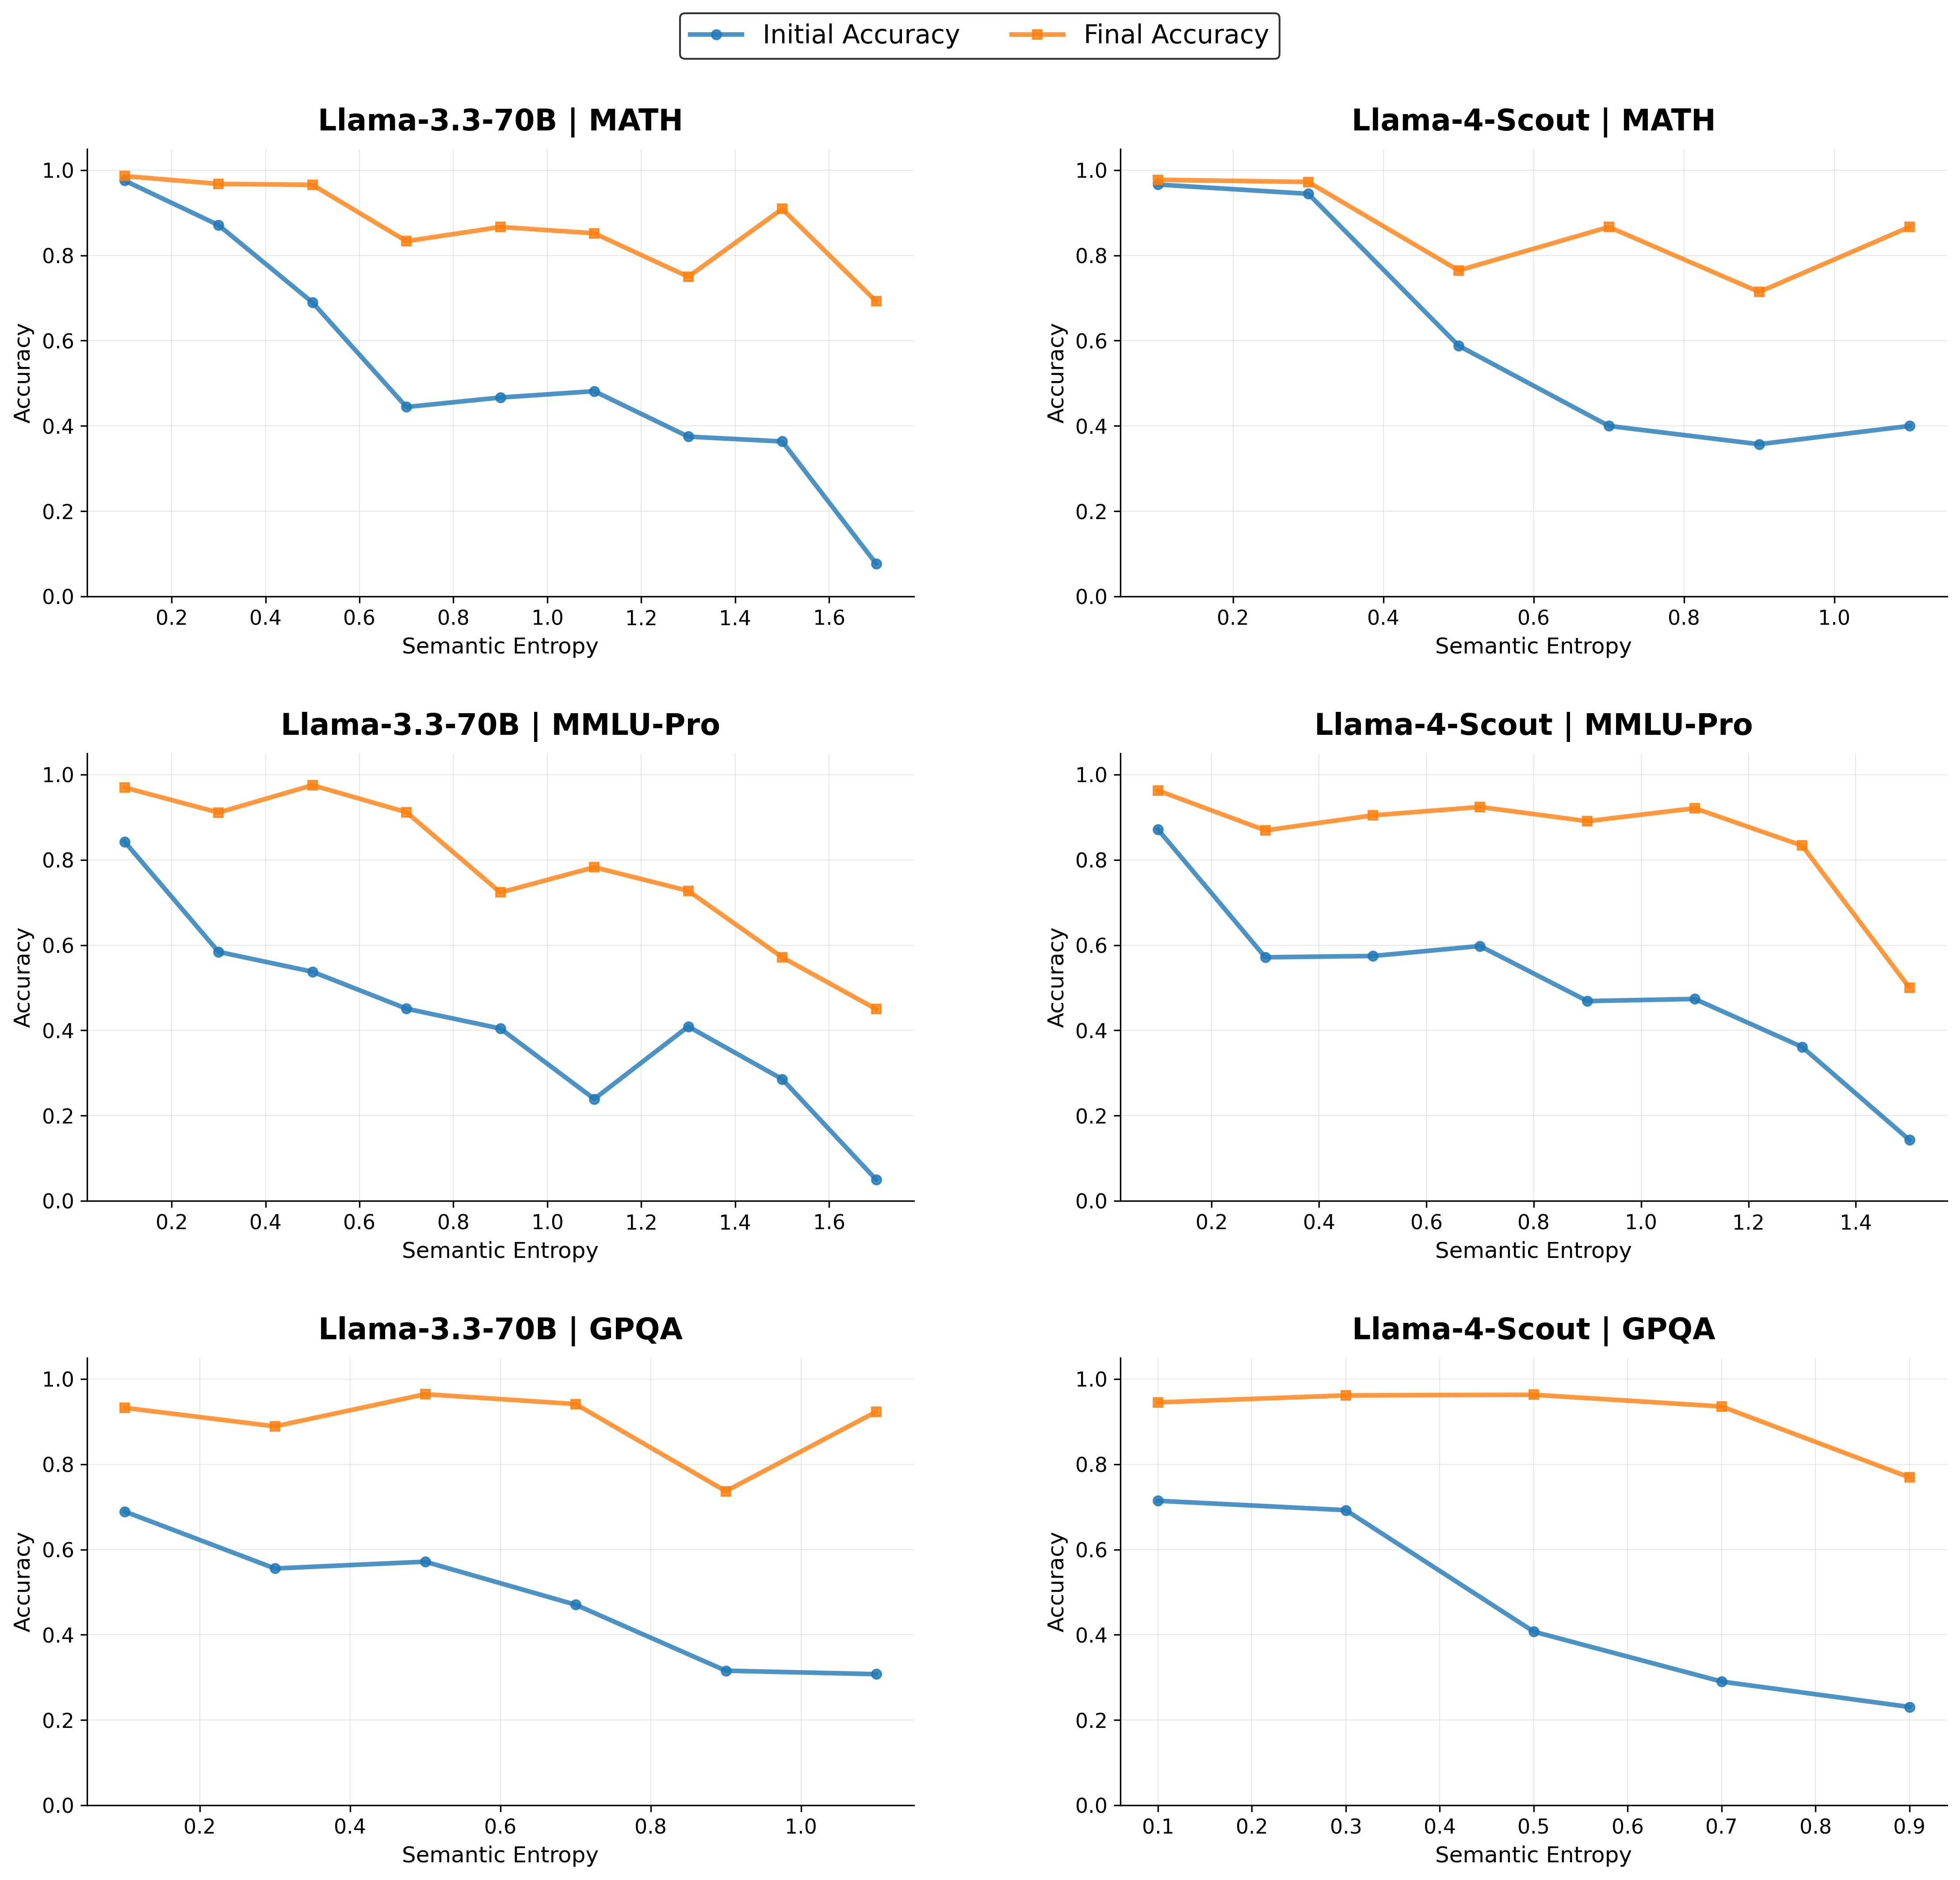 Initial Accuracy Final Accuracy
Llama-3.3-70B | MATH
Accuracy
1.0
0.8
0.6
0.4
0.2
0.0
0.2 0.4 0.6 0.8 1.0 1.2 1.4 1.6
Semantic Entropy
Llama-4-Scout | MATH
Accuracy
1.0
0.8
0.6
0.4
0.2
0.0
0.2 0.4 0.6 0.8 1.0
Semantic Entropy
Llama-3.3-70B | MMLU-Pro
Accuracy
1.0
0.8
0.6
0.4
0.2
0.0
0.2 0.4 0.6 0.8 1.0 1.2 1.4 1.6
Semantic Entropy
Llama-4-Scout | MMLU-Pro
Accuracy
1.0
0.8
0.6
0.4
0.2
0.0
0.2 0.4 0.6 0.8 1.0 1.2 1.4
Semantic Entropy
Llama-3.3-70B | GPQA
Accuracy
1.0
0.8
0.6
0.4
0.2
0.0
0.2 0.4 0.6 0.8 1.0
Semantic Entropy
Llama-4-Scout | GPQA
Accuracy
1.0
0.8
0.6
0.4
0.2
0.0
0.1 0.2 0.3 0.4 0.5 0.6 0.7 0.8 0.9
Semantic Entropy